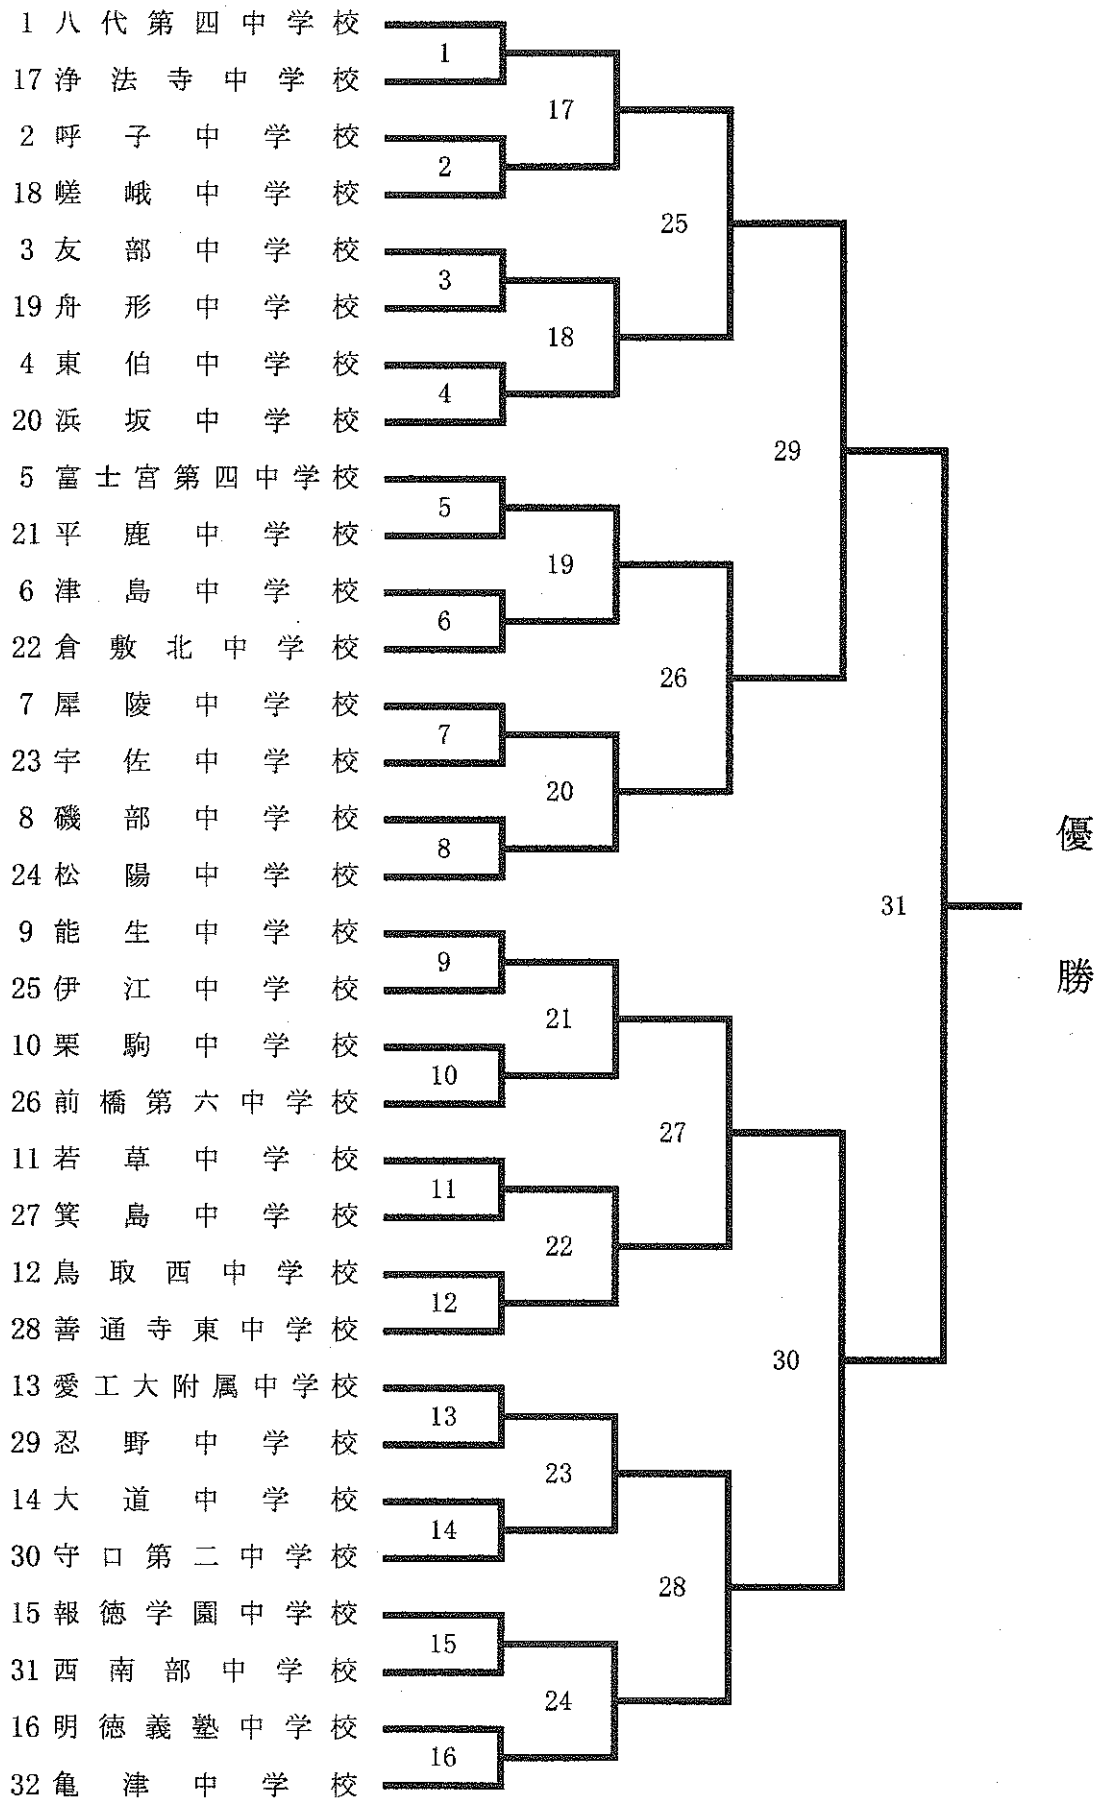 1 八代第四中学校
17 浄法寺中学校
2 呼子中学校
18 嵯峨中学校
3 友部中学校
19 舟形中学校
4 東伯中学校
20 浜坂中学校
5 富士宮第四中学校
21 平鹿中学校
6 津島中学校
22 倉敷北中学校
7 犀陵中学校
23 宇佐中学校
8 磯部中学校
24 松陽中学校
9 能生中学校
25 伊江中学校
10 栗駒中学校
26 前橋第六中学校
11 若草中学校
27 箕島中学校
12 鳥取西中学校
28 善通寺東中学校
13 愛工大附属中学校
29 忍野中学校
14 大道中学校
30 守口第二中学校
15 報徳学園中学校
31 西南部中学校
16 明徳義塾中学校
32 亀津中学校
1
2
3
4
5
6
7
8
9
10
11
12
13
14
15
16
17
18
19
20
21
22
23
24
25
26
27
28
29
30
31
優勝